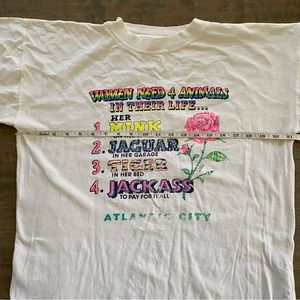 WOMAN NEED 4 ANIMALS
IN THEIR LIFE...
HER
1. MINK
2. JAGUAR
IN HER GARAGE
3. TIGER
IN HER BED
4. JACKASS
TO PAY FOR IT ALL
ATLANTIC CITY